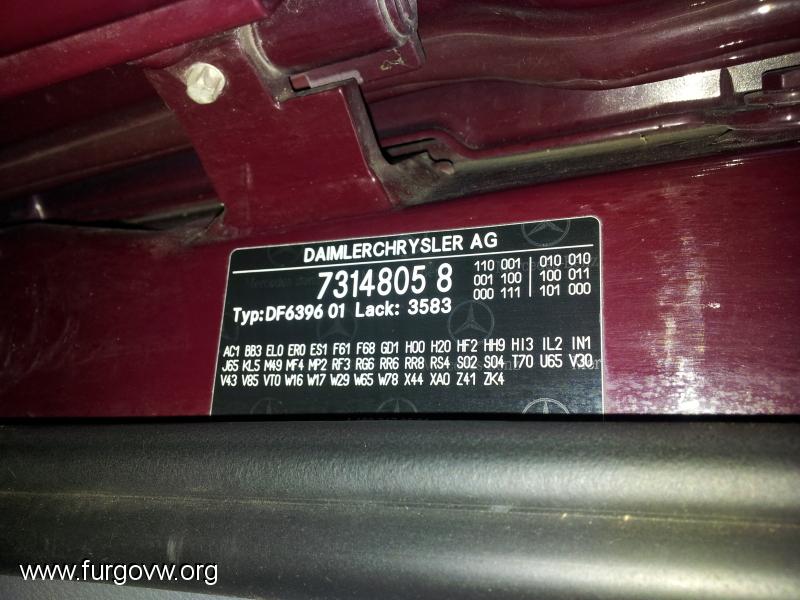 DAIMLERCHRYSLER AG
7314805 8
110 001 | 010 010
001 100 | 100 011
000 111 | 101 000
Typ:DF6396 01 Lack: 3583
AC1 BB3 EL0 ER0 ES1 F61 F68 GD1 H00 H20 HF2 HH9 HI3 IL2 IN1
J65 KL5 M49 MF4 MP2 RF3 RG6 RR6 RR8 RS4 S02 S04 T70 U65 V30
V43 V85 VT0 W16 W17 W29 W65 W78 X44 XA0 Z41 ZK4
www.furgovw.org